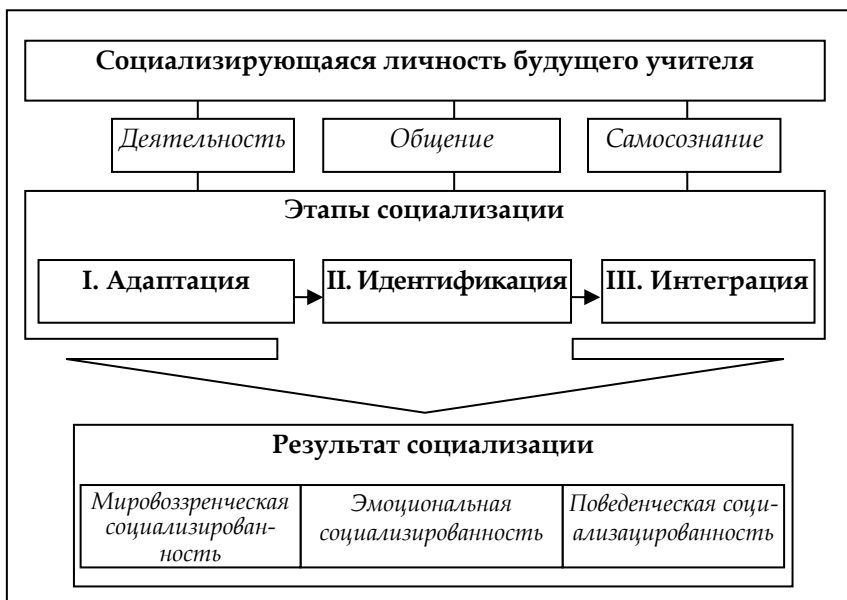 Социализирующаяся личность будущего учителя
Деятельность
Общение
Самосознание
Этапы социализации
I. Адаптация
II. Идентификация
III. Интеграция
Результат социализации
Мировоззренческая
социализирован-
ность
Эмоциональная
социализированность
Поведенческая соци-
ализацированность